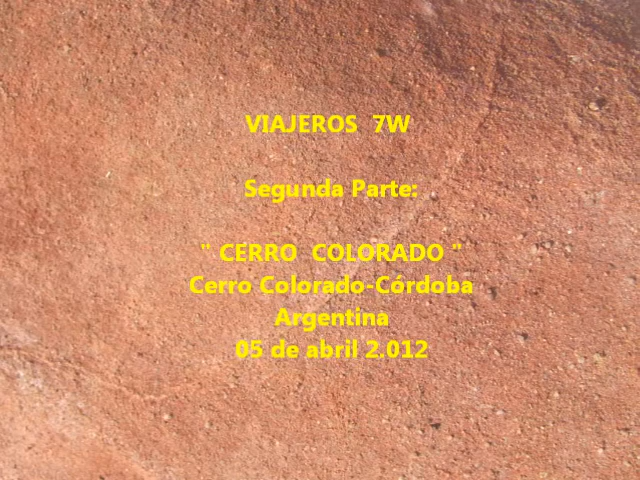 VIAJEROS  7W
Segunda Parte:
" CERRO  COLORADO "
Cerro Colorado-Córdoba
Argentina
05 de abril 2.012